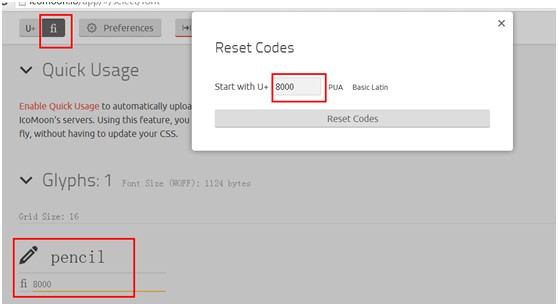 icomoon.io/app/#/select/font
U+
fi
Preferences
×
Reset Codes
Start with U+ 8000 PUA Basic Latin
Reset Codes
Quick Usage
Enable Quick Usage to automatically uploa
IcoMoon's servers. Using this feature, you
fly, without having to update your CSS.
Glyphs: 1 Font Size (WOFF): 1124 bytes
Grid Size: 16
pencil
fi 8000